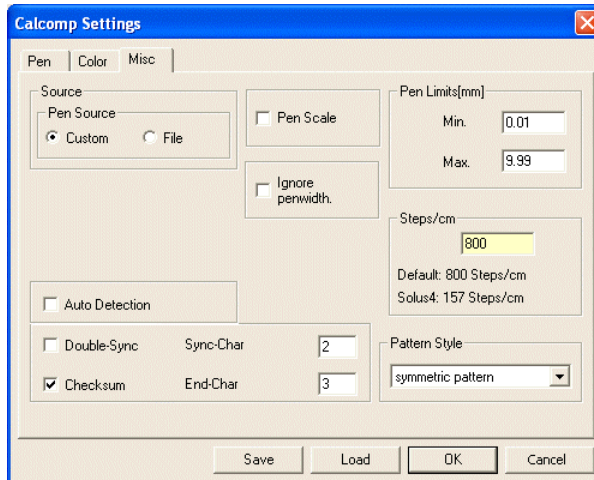 Calcomp Settings
Pen
Color
Misc
Source
Pen Source
Custom
File
Pen Scale
Ignore
penwidth.
Pen Limits[mm]
Min.
0.01
Max.
9.99
Steps/cm
800
Default: 800 Steps/cm
Solus4: 157 Steps/cm
Auto Detection
Double-Sync
Sync-Char
2
Checksum
End-Char
3
Pattern Style
symmetric pattern
Save
Load
OK
Cancel